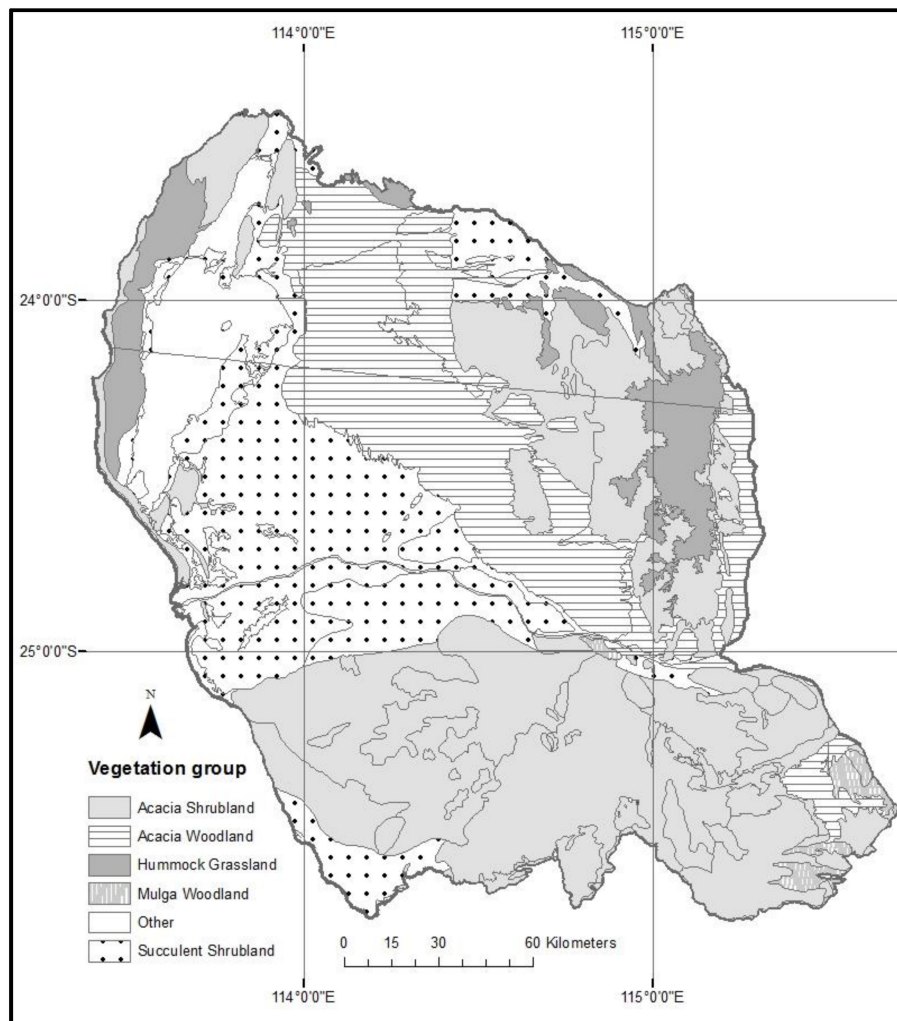 114°0'0"E 115°0'0"E
24°0'0"S
25°0'0"S
N
Vegetation group
Acacia Shrubland
Acacia Woodland
Hummock Grassland
Mulga Woodland
Other
Succulent Shrubland
0 15 30 60 Kilometers
114°0'0"E 115°0'0"E